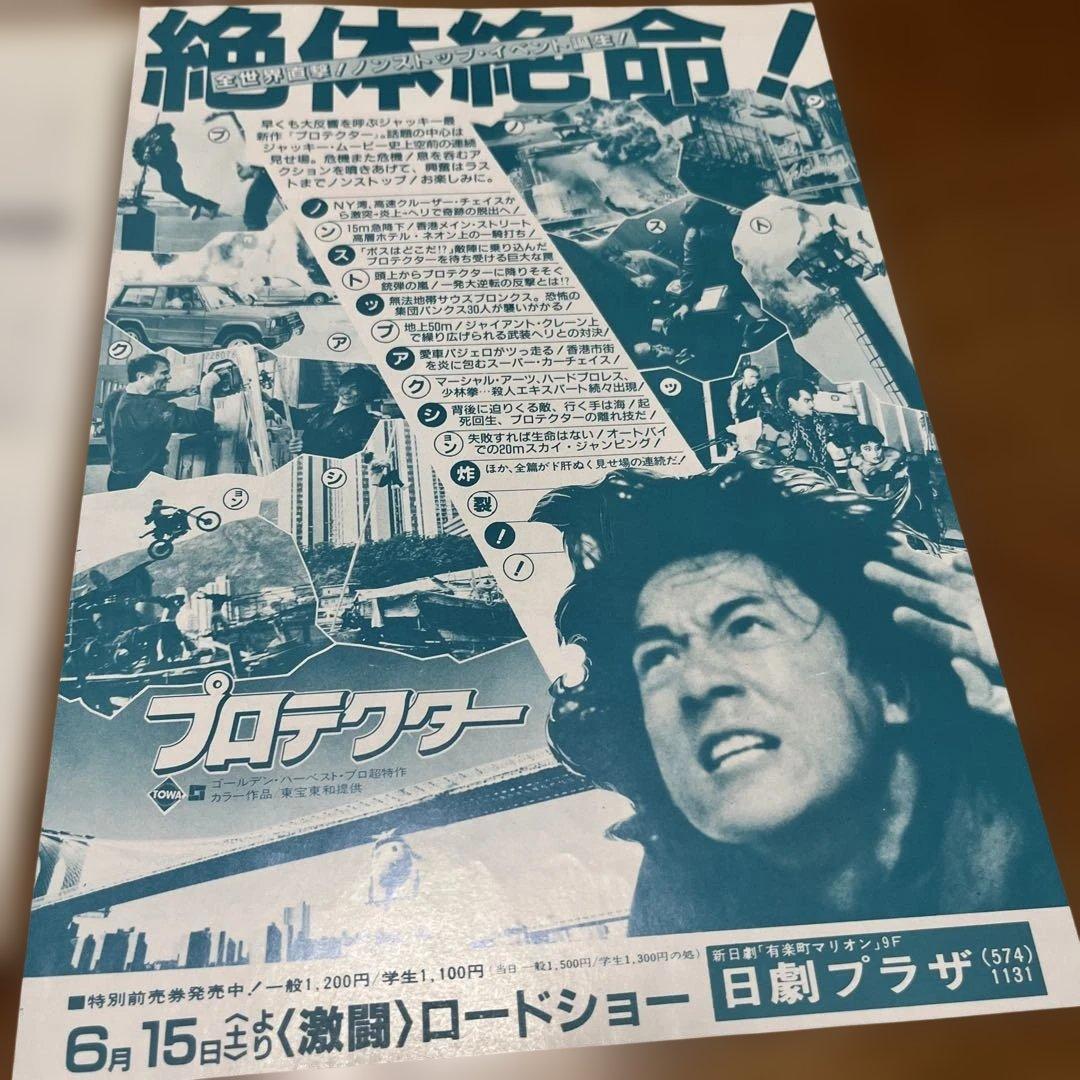 絶体絶命！
全世界直撃！ノンストップ・イベント誕生！
早くも大反響を呼ぶジャッキー最
新作『プロテクター』。話題の中心は
ジャッキー・ムービー史上空前の連続
見せ場。危機また危機！息を呑むア
クションを噴きあげて、興奮はラス
トまでノンストップ！お楽しみに。
ノ NY湾、高速クルーザー・チェイスか
ら激突・炎上→ヘリで奇跡の脱出へ！
ン 15m急降下！香港メイン・ストリート
高層ホテル・ネオン上の一騎打ち！
ス 「ボスはどこだ!?」敵陣に乗り込んだ
プロテクターを待ち受ける巨大な罠
ト 頭上からプロテクターに降りそそぐ
銃弾の嵐！一発大逆転の反撃とは!?
ッ 無法地帯サウスブロンクス。恐怖の
集団パンクス30人が襲いかかる！
プ 地上50m！ジャイアント・クレーン上
で繰り広げられる武装ヘリとの対決！
ア 愛車パジェロがつっ走る！香港市街
を炎に包むスーパー・カーチェイス！
ク マーシャル・アーツ、ハードプロレス、
少林拳…殺人エキスパート続々出現！
シ 背後に迫りくる敵、行く手は海！起
死回生、プロテクターの離れ技だ！
ョン 失敗すれば生命はない！オートバイ
での20mスカイ・ジャンピング！
炸 ほか、全篇がド肝ぬく見せ場の連続だ！
裂
！
！
プ
ノ
ン
ス
ト
ア
ク
ッ
シ
ョン
プロテクター
TOWA
ゴールデン・ハーベスト・プロ超特作
カラー作品／東宝東和提供
■特別前売券発売中！一般1,200円／学生1,100円（当日一般1,500円／学生1,300円の処）
6月15日〈土〉より〈激闘〉ロードショー
新日劇「有楽町マリオン」9F
日劇プラザ (574)1131